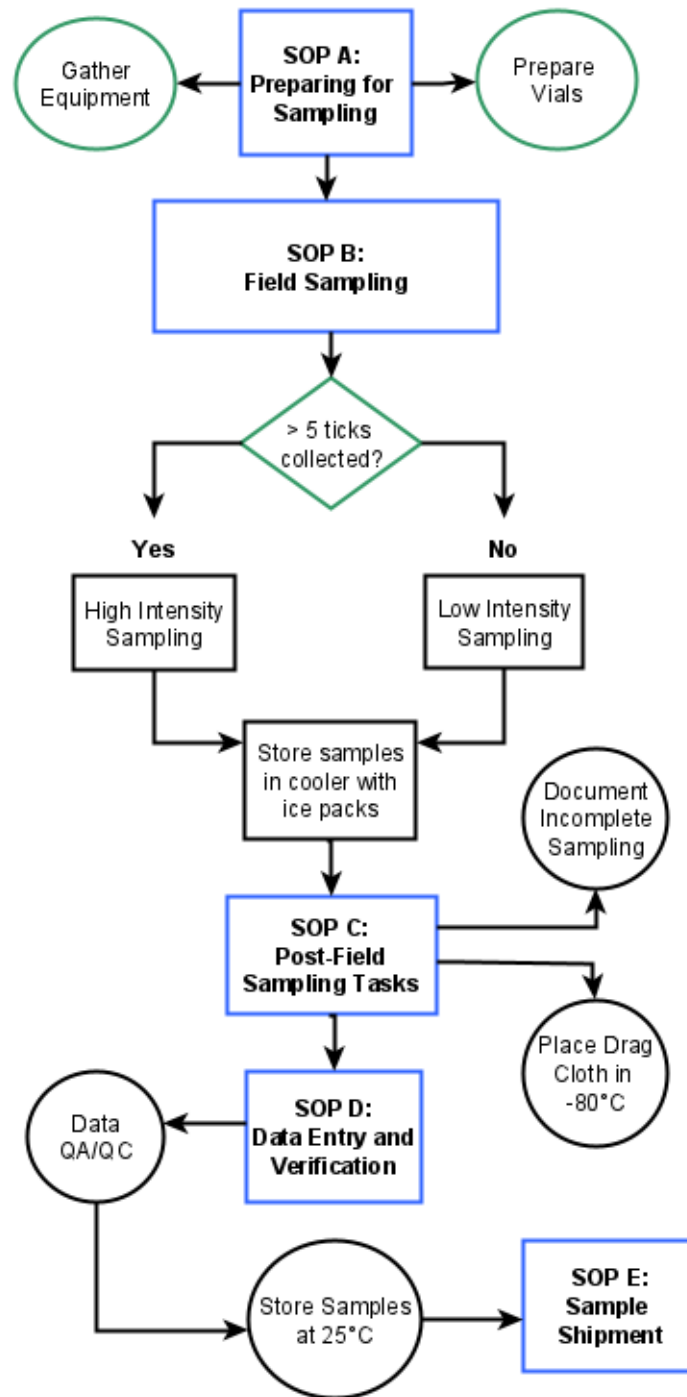 Gather
Equipment
SOP A:
Preparing for
Sampling
Prepare
Vials
SOP B:
Field Sampling
> 5 ticks
collected?
Yes
No
High Intensity
Sampling
Low Intensity
Sampling
Store samples
in cooler with
ice packs
Document
Incomplete
Sampling
SOP C:
Post-Field
Sampling Tasks
Place Drag
Cloth in
-80°C
SOP D:
Data Entry and
Verification
Data
QA/QC
Store Samples
at 25°C
SOP E:
Sample
Shipment